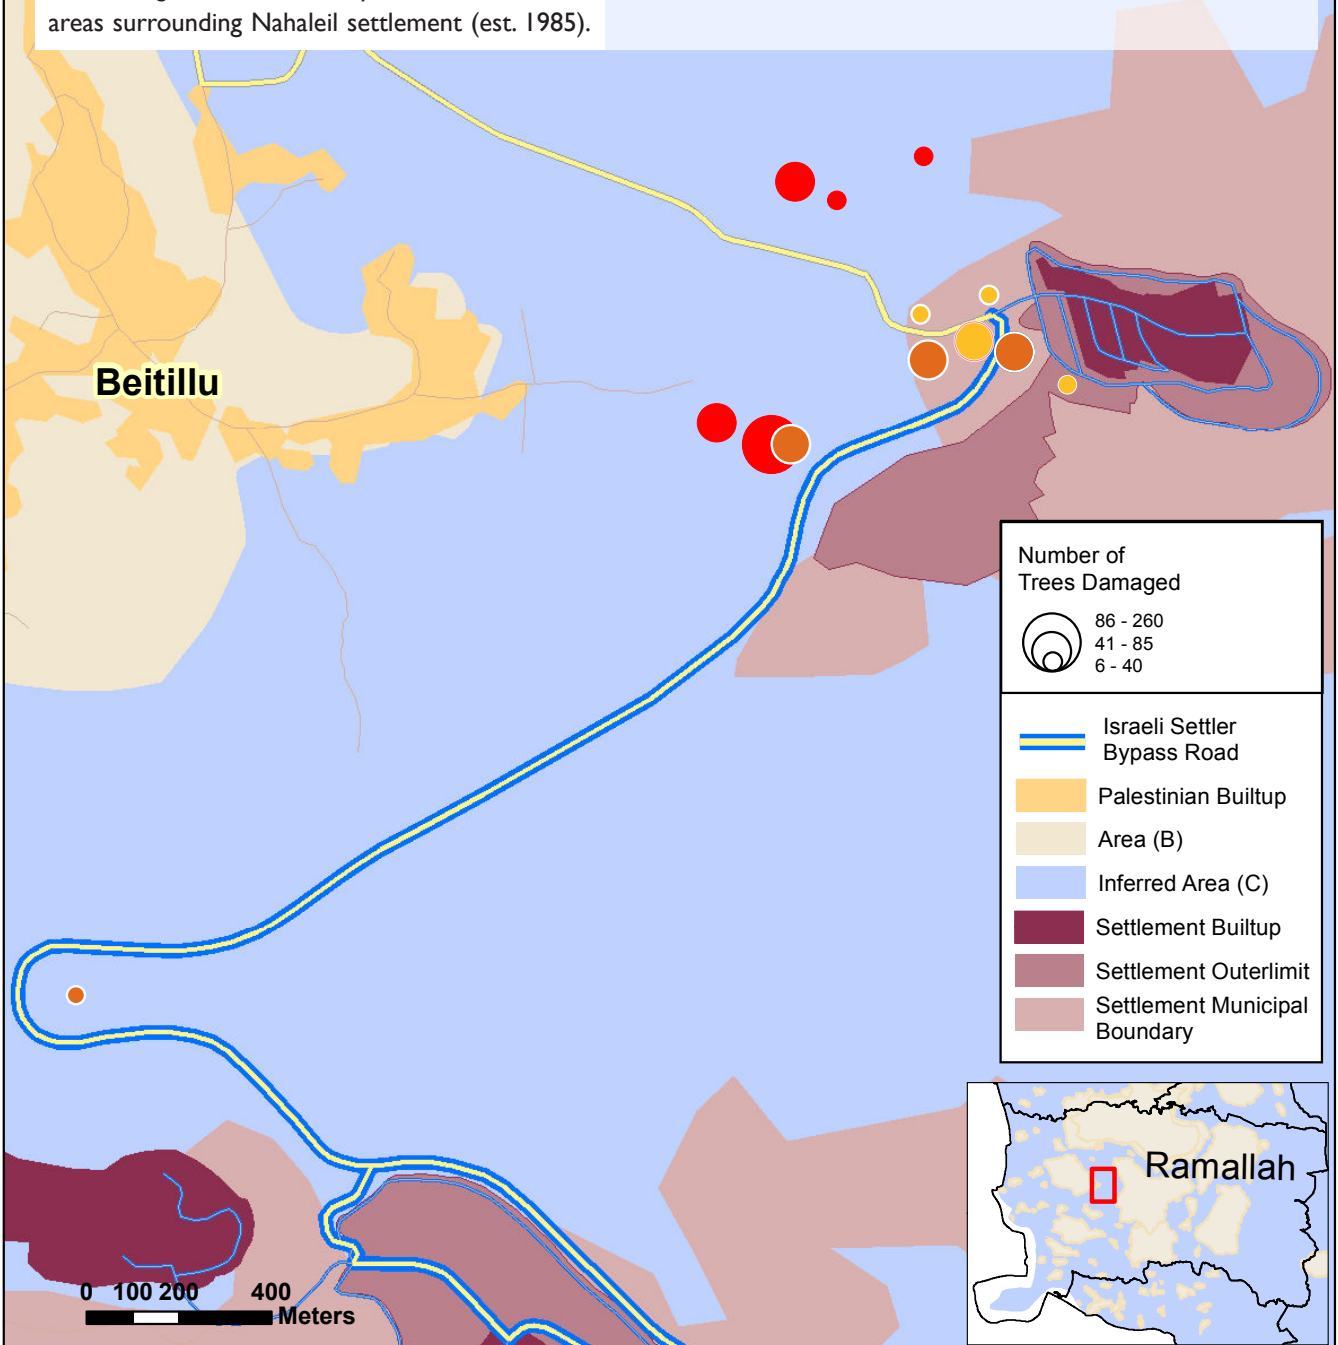 areas surrounding Nahaleil settlement (est. 1985).
Beitillu
Number of
Trees Damaged
86 - 260
41 - 85
6 - 40
Israeli Settler
Bypass Road
Palestinian Builtup
Area (B)
Inferred Area (C)
Settlement Builtup
Settlement Outerlimit
Settlement Municipal
Boundary
Ramallah
0 100 200 400
Meters